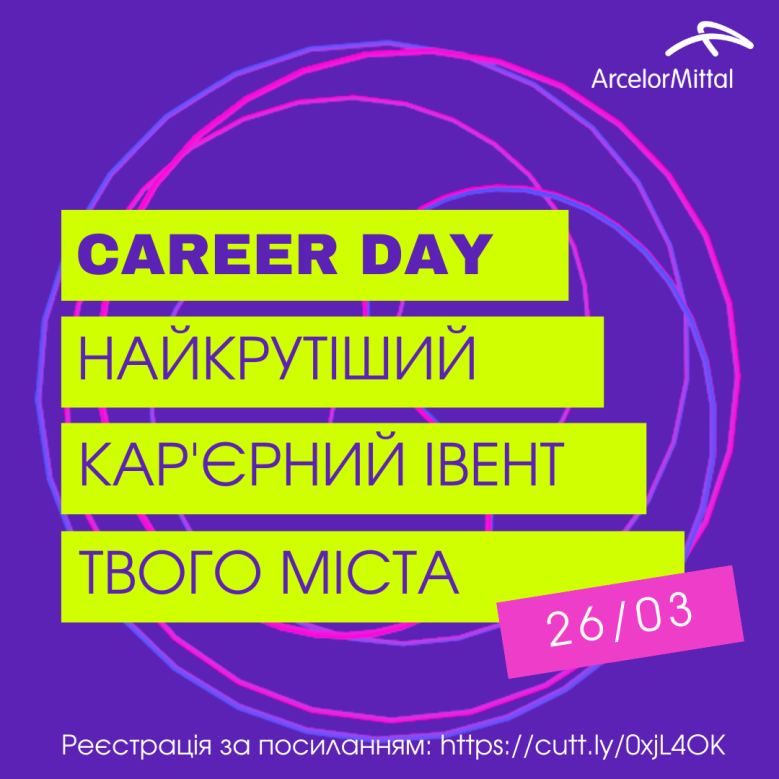 ArcelorMittal
CAREER DAY
НАЙКРУТІШИЙ
КАР'ЄРНИЙ ІВЕНТ
ТВОГО МІСТА
26/03
Реєстрація за посиланням: https://cutt.ly/0xjL4OK